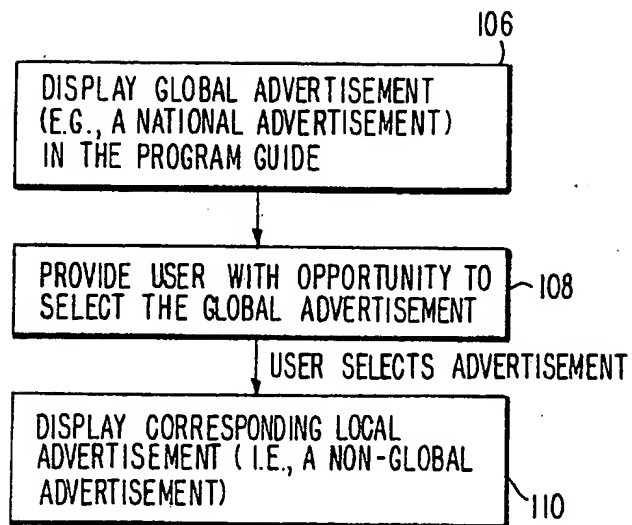 106
DISPLAY GLOBAL ADVERTISEMENT
(E.G., A NATIONAL ADVERTISEMENT)
IN THE PROGRAM GUIDE
PROVIDE USER WITH OPPORTUNITY TO
SELECT THE GLOBAL ADVERTISEMENT
108
USER SELECTS ADVERTISEMENT
DISPLAY CORRESPONDING LOCAL
ADVERTISEMENT ( I.E., A NON-GLOBAL
ADVERTISEMENT)
110